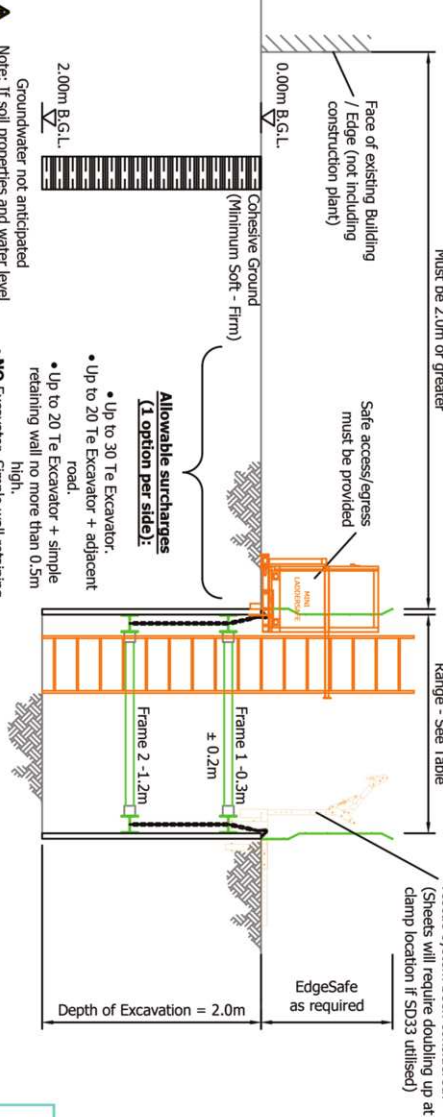 Must be 2.0m or greater
Range - See Table
(Sheets will require doubling up at
clamp location if SD33 utilised)
Face of existing Building
/ Edge (not including
construction plant)
Safe access/egress
must be provided
MINI
LADDERSAFE
EdgeSafe
as required
0.00m B.G.L.
Cohesive Ground
(Minimum Soft - Firm)
2.00m B.G.L.
Groundwater not anticipated
Note: If soil properties and water level
Allowable surcharges
(1 option per side):
• Up to 30 Te Excavator.
• Up to 20 Te Excavator + adjacent
road.
• Up to 20 Te Excavator + simple
retaining wall no more than 0.5m
high.
• NO Excavator. Simple wall retaining
Frame 1 -0.3m
± 0.2m
Frame 2 -1.2m
Depth of Excavation = 2.0m